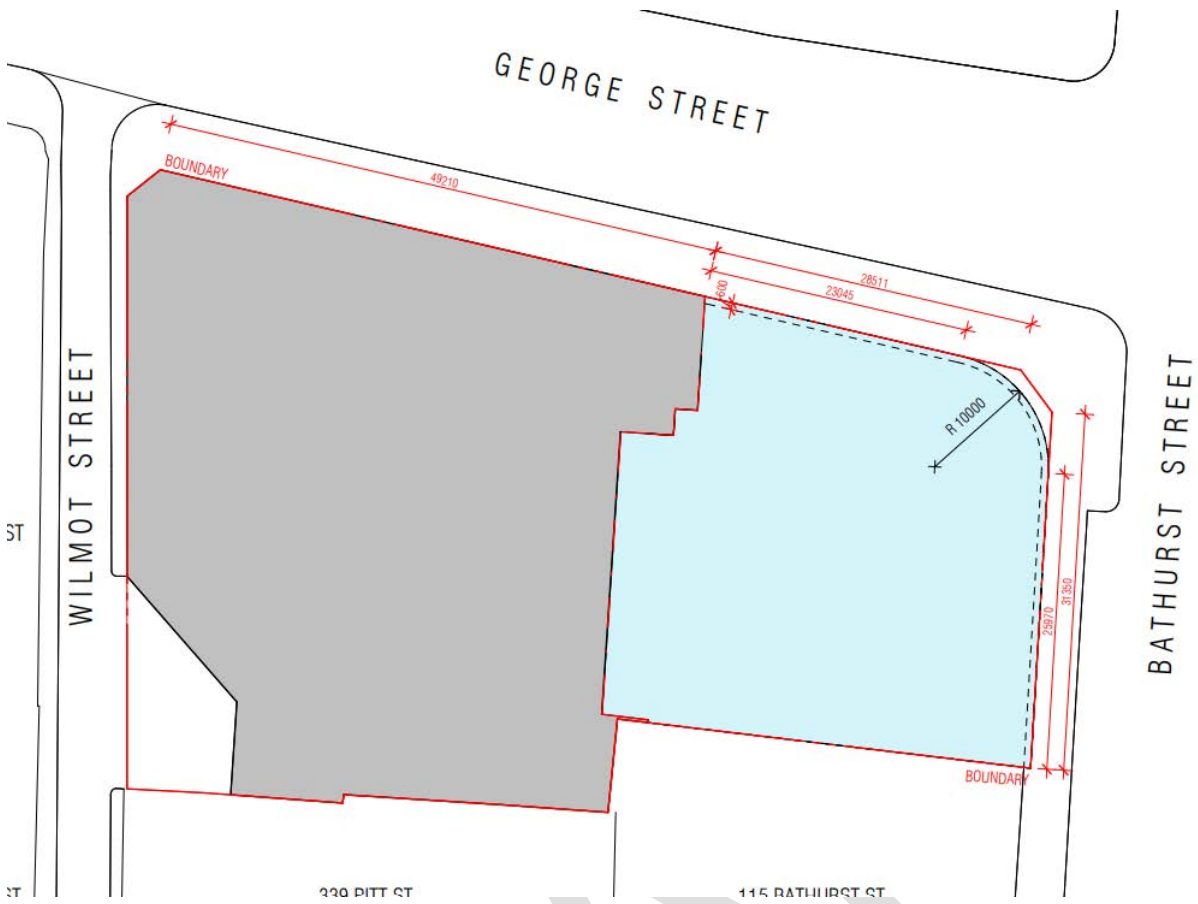 GEORGE STREET
BOUNDARY
49210
28511
23045
600
R 10000
WILMOT STREET
BATHURST STREET
ST
31350
25970
BOUNDARY
ST
339 PITT ST
115 BATHURST ST